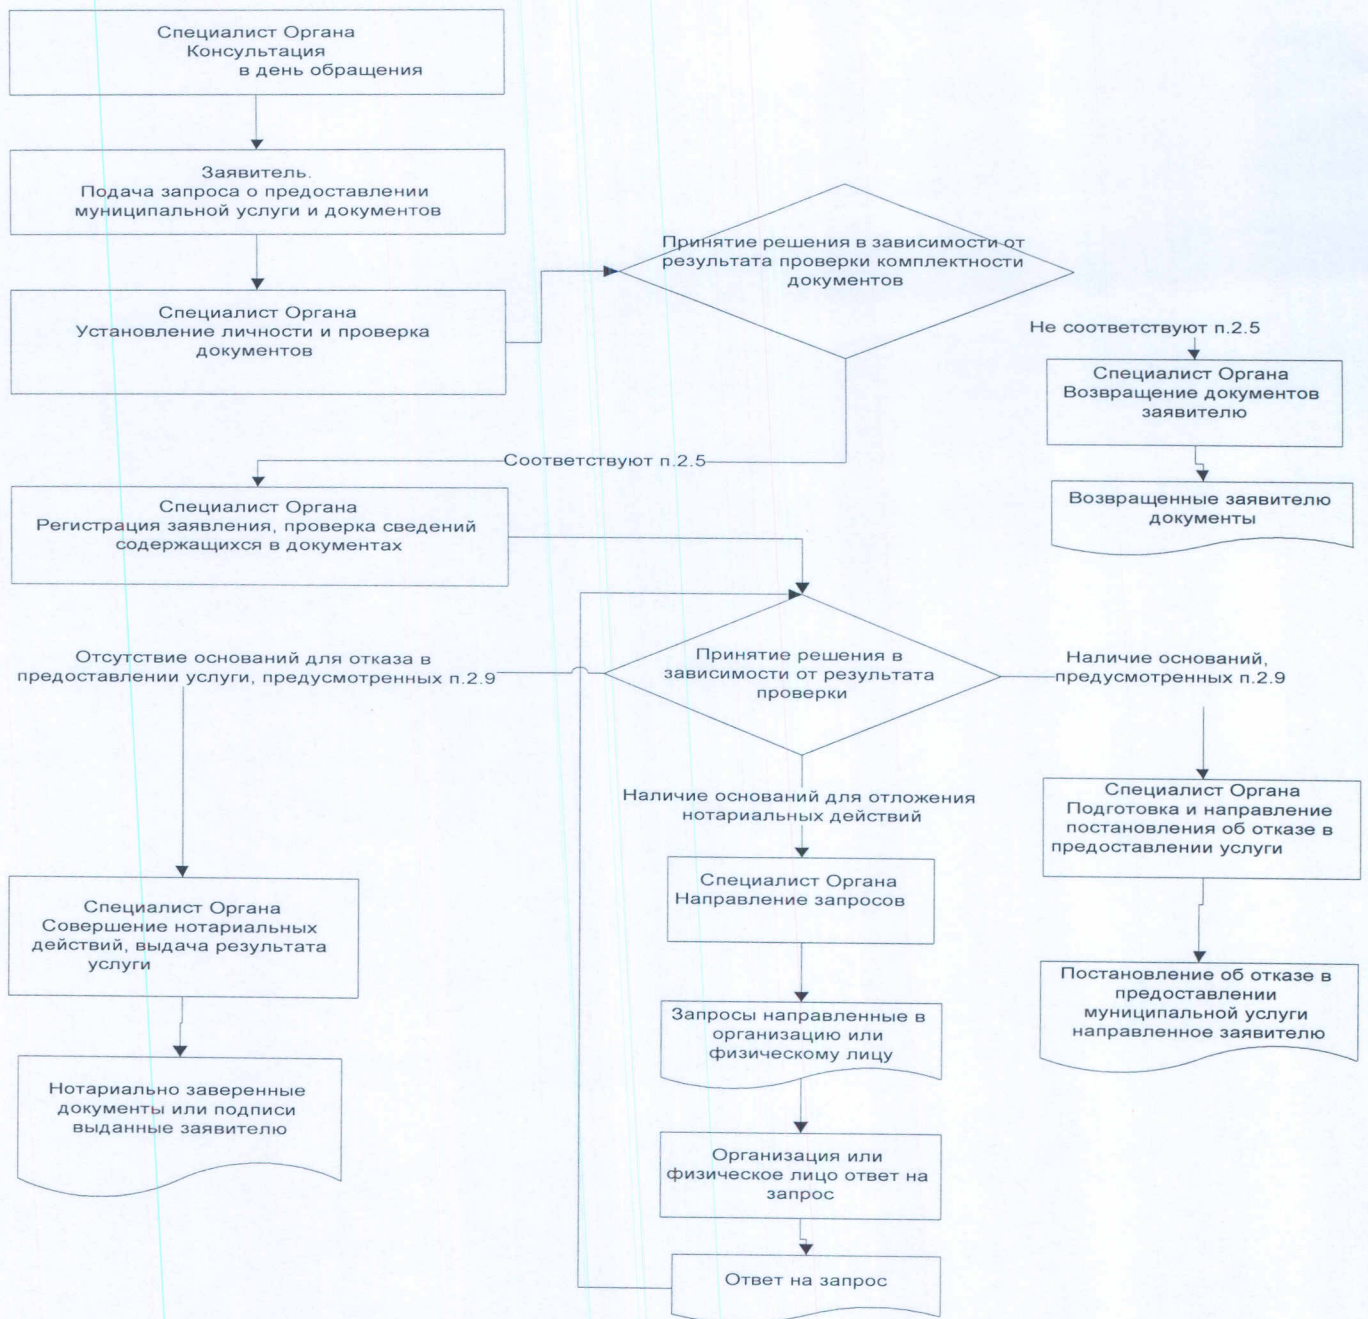 Специалист Органа
Консультация
в день обращения
Заявитель.
Подача запроса о предоставлении
муниципальной услуги и документов
Специалист Органа
Установление личности и проверка
документов
Принятие решения в зависимости от
результата проверки комплектности
документов
Не соответствуют п.2.5
Специалист Органа
Возвращение документов
заявителю
Возвращенные заявителю
документы
Соответствуют п.2.5
Специалист Органа
Регистрация заявления, проверка сведений
содержащихся в документах
Принятие решения в
зависимости от результата
проверки
Отсутствие оснований для отказа в
предоставлении услуги, предусмотренных п.2.9
Специалист Органа
Совершение нотариальных
действий, выдача результата
услуги
Нотариально заверенные
документы или подписи
выданные заявителю
Наличие оснований для отложения
нотариальных действий
Специалист Органа
Направление запросов
Запросы направленные в
организацию или
физическому лицу
Организация или
физическое лицо ответ на
запрос
Ответ на запрос
Наличие оснований,
предусмотренных п.2.9
Специалист Органа
Подготовка и направление
постановления об отказе в
предоставлении услуги
Постановление об отказе в
предоставлении
муниципальной услуги
направленное заявителю